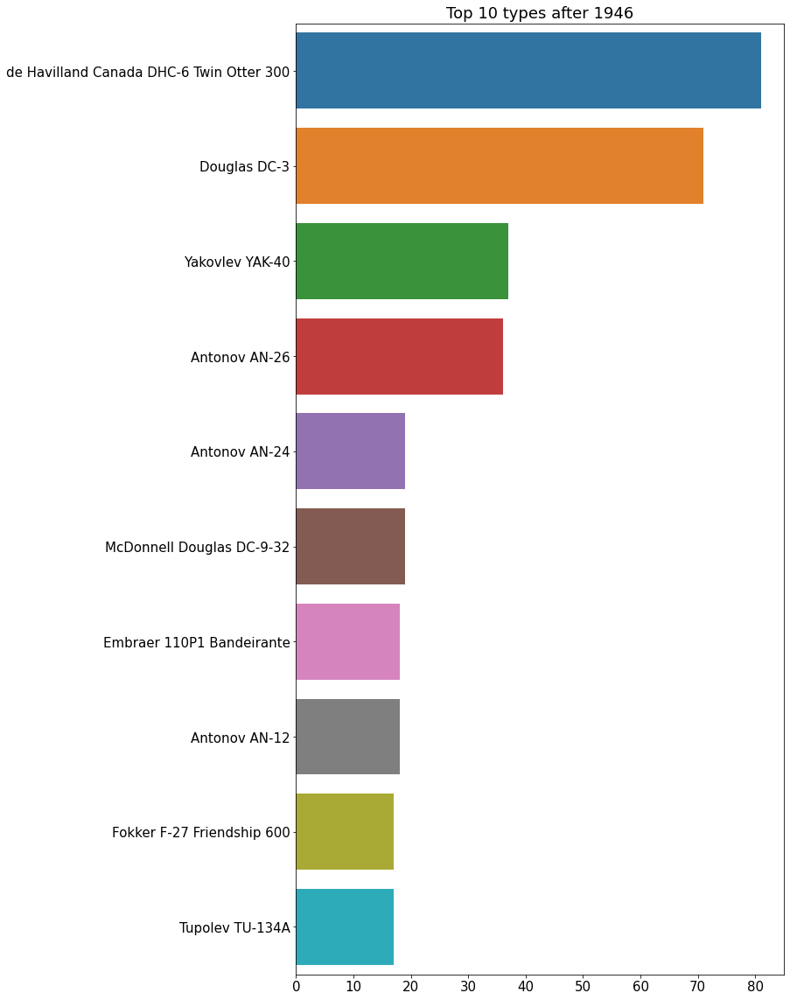 Top 10 types after 1946
de Havilland Canada DHC-6 Twin Otter 300
Douglas DC-3
Yakovlev YAK-40
Antonov AN-26
Antonov AN-24
McDonnell Douglas DC-9-32
Embraer 110P1 Bandeirante
Antonov AN-12
Fokker F-27 Friendship 600
Tupolev TU-134A
0 10 20 30 40 50 60 70 80